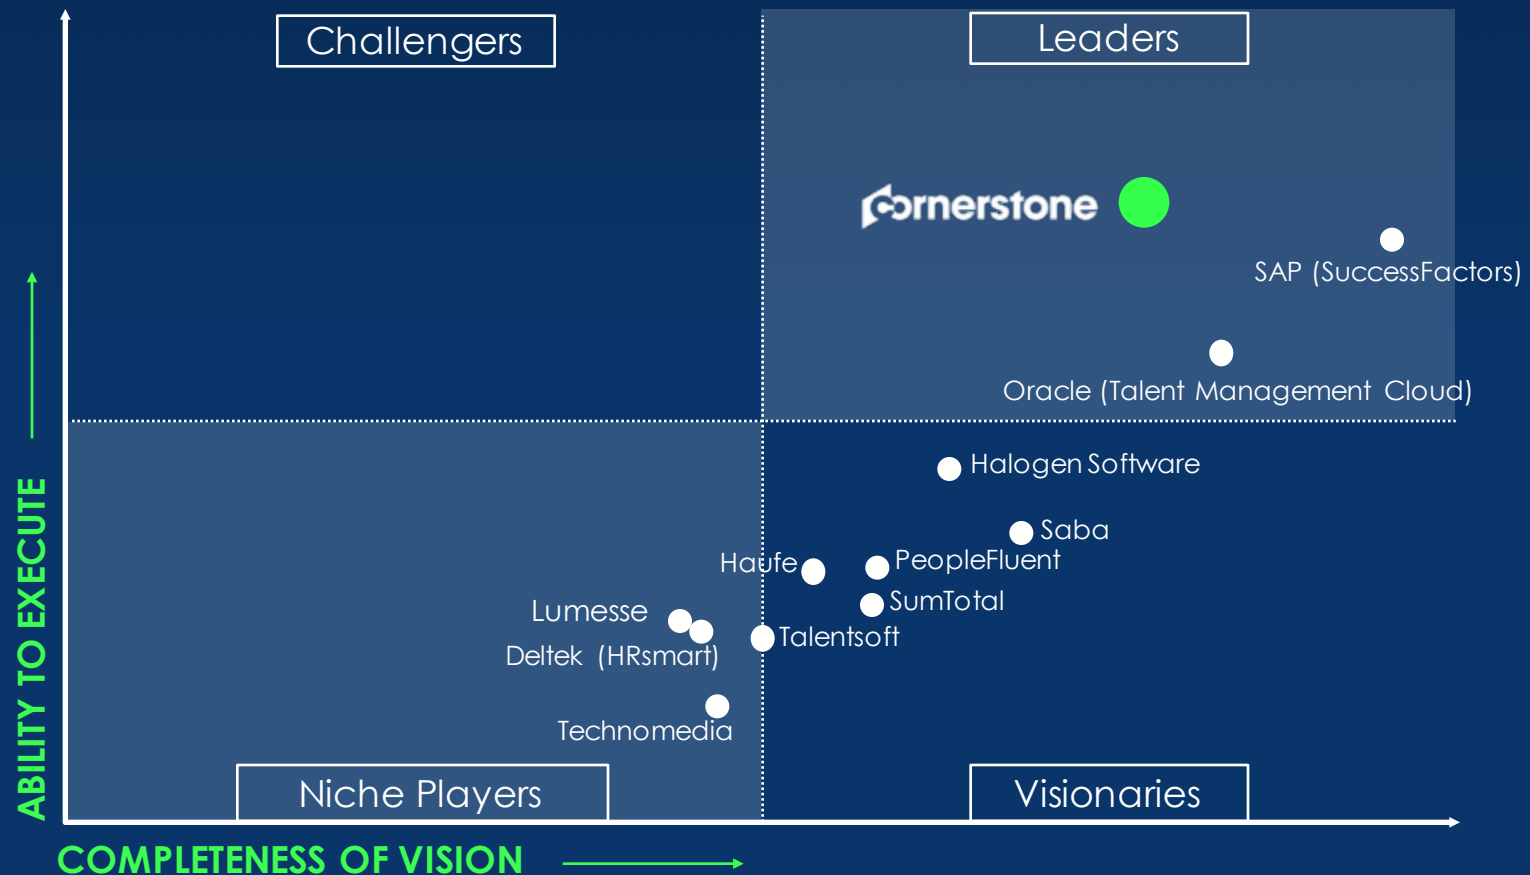 Challengers
Leaders
Cornerstone
SAP (SuccessFactors)
Oracle (Talent Management Cloud)
Halogen Software
Saba
Haufe
PeopleFluent
SumTotal
Lumesse
Talentsoft
Deltek (HRsmart)
Technomedia
Niche Players
Visionaries
ABILITY TO EXECUTE
COMPLETENESS OF VISION